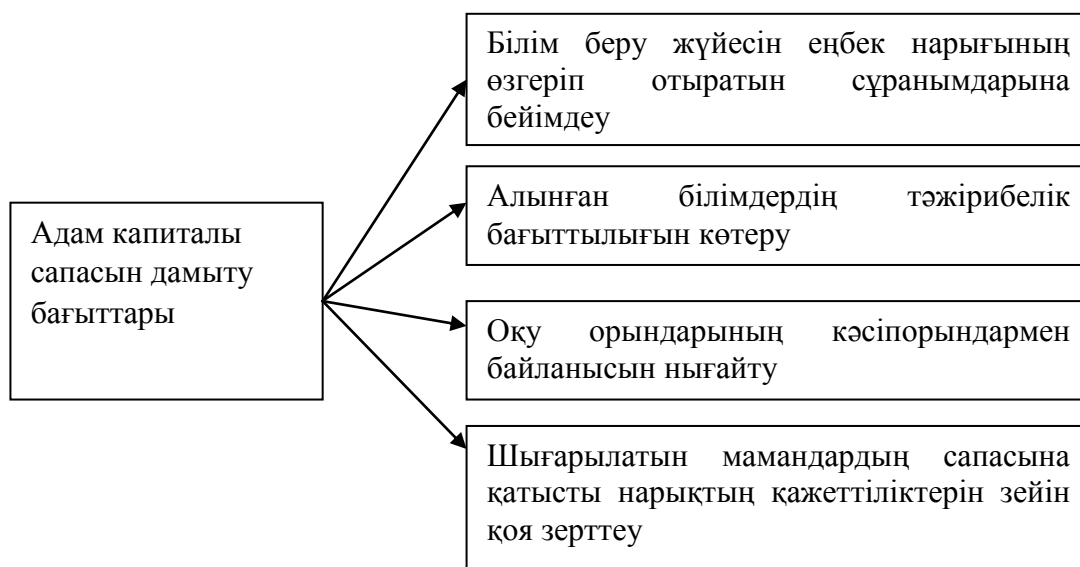 Білім беру жүйесін еңбек нарығының
өзгеріп отыратын сұранымдарына
бейімдеу
Алынған білімдердің тәжірибелік
бағыттылығын көтеру
Адам капиталы
сапасын дамыту
бағыттары
Оқу орындарының кәсіпорындармен
байланысын нығайту
Шығарылатын мамандардың сапасына
қатысты нарықтың қажеттіліктерін зейін
қоя зерттеу